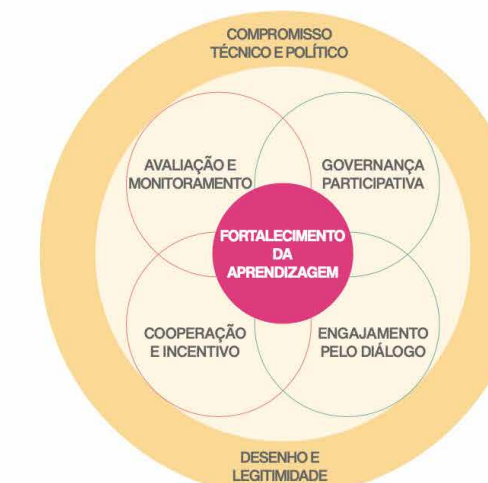 COMPROMISSO
TÉCNICO E POLÍTICO
AVALIAÇÃO E
MONITORAMENTO
GOVERNANÇA
PARTICIPATIVA
FORTALECIMENTO
DA
APRENDIZAGEM
COOPERAÇÃO
E INCENTIVO
ENGAJAMENTO
PELO DIÁLOGO
DESENHO E
LEGITIMIDADE